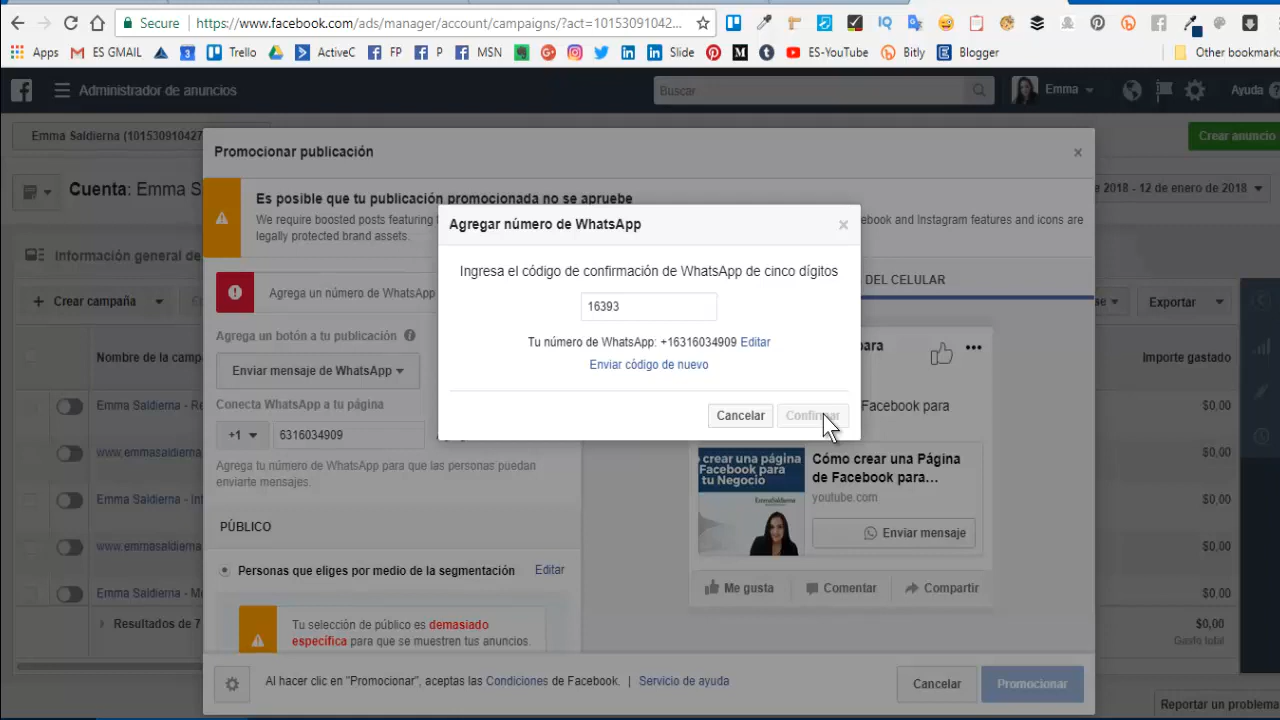 Secure https://www.facebook.com/ads/manager/account/campaigns/?act=10153091042...
Apps ES GMAIL Trello ActiveC FP P MSN Slide ES-YouTube Bitly Blogger Other bookmark
Administrador de anuncios Buscar Emma Ayuda
Emma Saldierna (101530910427 Crear anuncio
Promocionar publicación
Cuenta: Emma S e 2018 - 12 de enero de 2018
Es posible que tu publicación promocionada no se apruebe
We require boosted posts featuring ebook and Instagram features and icons are
legally protected brand assets.
Agregar número de WhatsApp
Información general de
Ingresa el código de confirmación de WhatsApp de cinco dígitos
DEL CELULAR
Agrega un número de WhatsApp
Crear campaña Exportar
16393
Agrega un botón a tu publicación
Tu número de WhatsApp: +16316034909 Editar
ara
Nombre de la campa Importe gastado
Enviar mensaje de WhatsApp
Enviar código de nuevo
Conecta WhatsApp a tu página
Emma Saldierna - Re $0,00
Facebook para
Cancelar Confirmar
+1 6316034909
www.emmasaldierna $0,00
Agrega tu número de WhatsApp para que las personas puedan
enviarte mensajes.
crear una página
Facebook para
tu Negocio
EmmaSaldierna
Cómo crear una Página
de Facebook para...
youtube.com
Enviar mensaje
Emma Saldierna - Int $0,00
PÚBLICO
www.emmasaldierna $0,00
Personas que eliges por medio de la segmentación Editar
Me gusta Comentar Compartir
Emma Saldierna - Me $0,00
Tu selección de público es demasiado
específica para que se muestren tus anuncios.
Resultados de 7 $0,00
Gasto total
Al hacer clic en "Promocionar", aceptas las Condiciones de Facebook. | Servicio de ayuda
Cancelar Promocionar
Reportar un problema